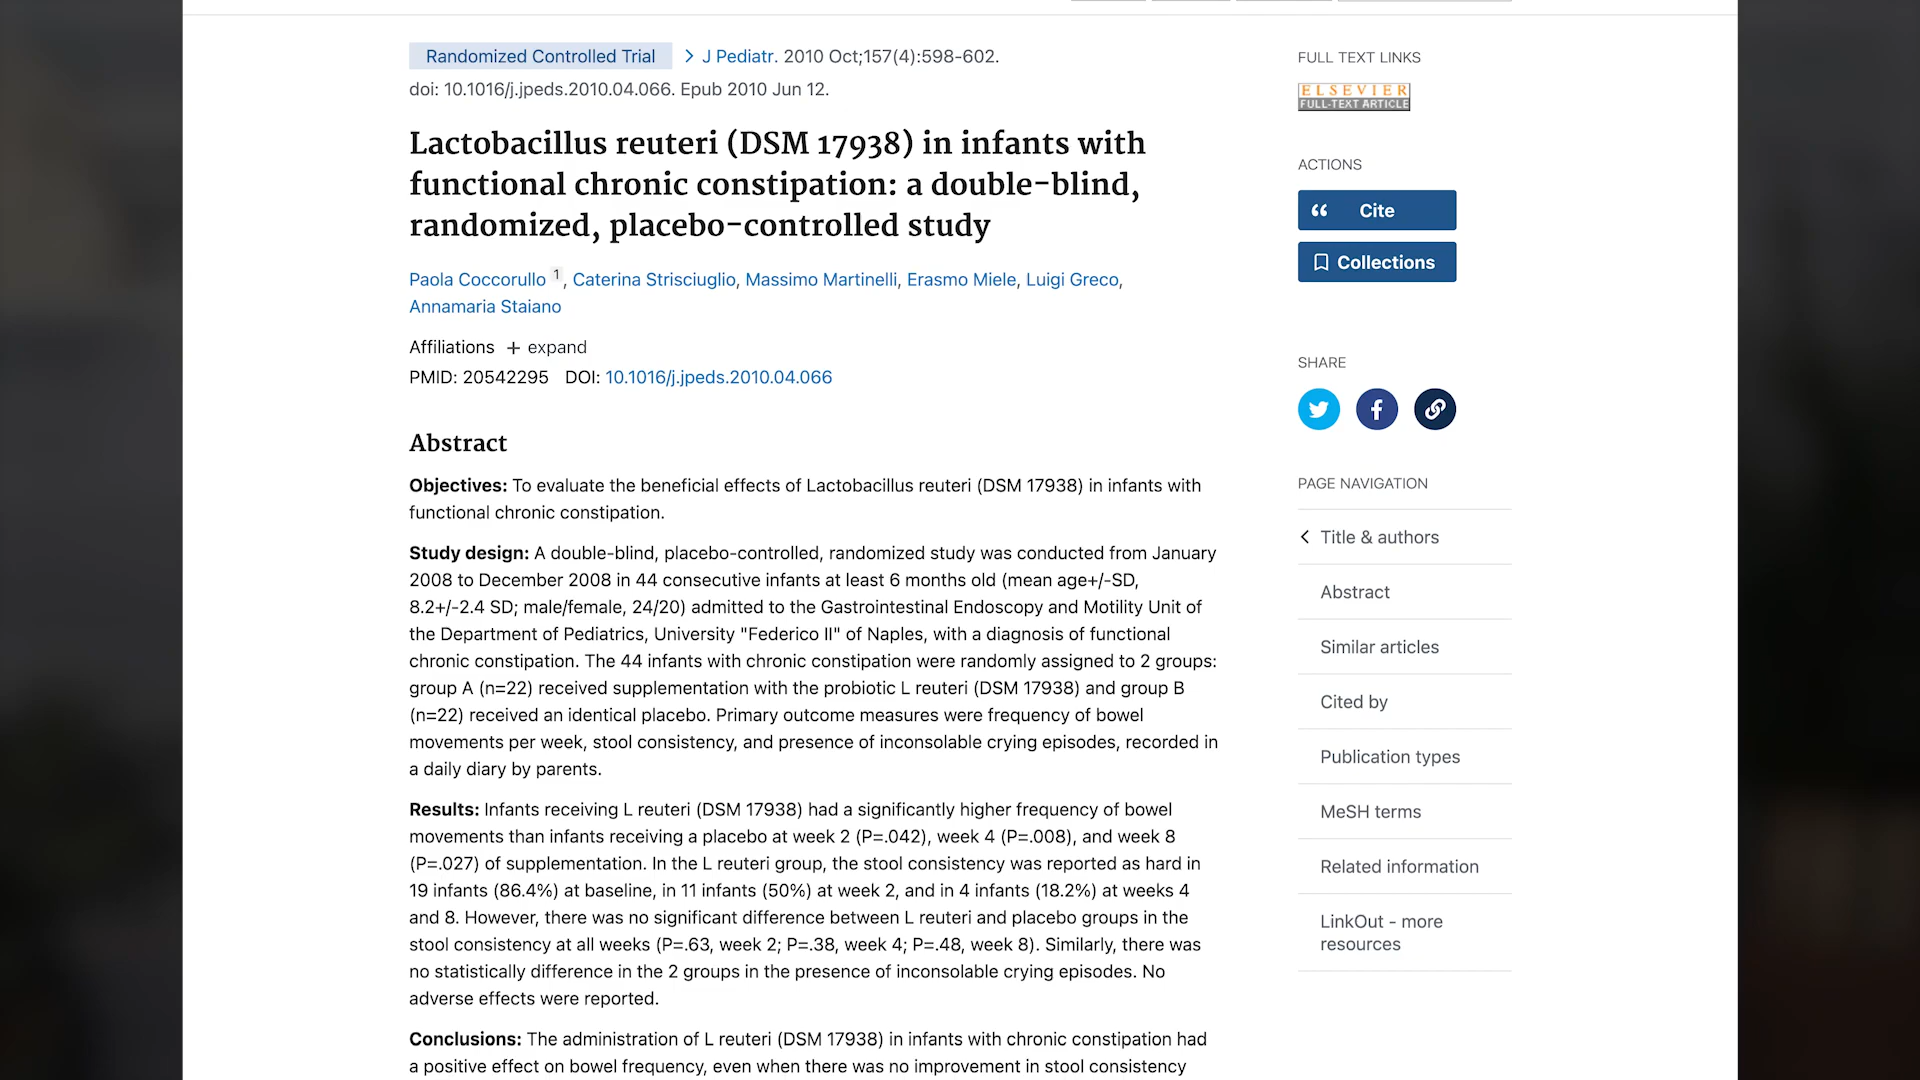 Randomized Controlled Trial > J Pediatr. 2010 Oct;157(4):598-602.
doi: 10.1016/j.jpeds.2010.04.066. Epub 2010 Jun 12.
Lactobacillus reuteri (DSM 17938) in infants with
functional chronic constipation: a double-blind,
randomized, placebo-controlled study
Paola Coccorullo 1, Caterina Strisciuglio, Massimo Martinelli, Erasmo Miele, Luigi Greco,
Annamaria Staiano
Affiliations + expand
PMID: 20542295 DOI: 10.1016/j.jpeds.2010.04.066
Abstract
Objectives: To evaluate the beneficial effects of Lactobacillus reuteri (DSM 17938) in infants with
functional chronic constipation.
Study design: A double-blind, placebo-controlled, randomized study was conducted from January
2008 to December 2008 in 44 consecutive infants at least 6 months old (mean age+/-SD,
8.2+/-2.4 SD; male/female, 24/20) admitted to the Gastrointestinal Endoscopy and Motility Unit of
the Department of Pediatrics, University "Federico II" of Naples, with a diagnosis of functional
chronic constipation. The 44 infants with chronic constipation were randomly assigned to 2 groups:
group A (n=22) received supplementation with the probiotic L reuteri (DSM 17938) and group B
(n=22) received an identical placebo. Primary outcome measures were frequency of bowel
movements per week, stool consistency, and presence of inconsolable crying episodes, recorded in
a daily diary by parents.
Results: Infants receiving L reuteri (DSM 17938) had a significantly higher frequency of bowel
movements than infants receiving a placebo at week 2 (P=.042), week 4 (P=.008), and week 8
(P=.027) of supplementation. In the L reuteri group, the stool consistency was reported as hard in
19 infants (86.4%) at baseline, in 11 infants (50%) at week 2, and in 4 infants (18.2%) at weeks 4
and 8. However, there was no significant difference between L reuteri and placebo groups in the
stool consistency at all weeks (P=.63, week 2; P=.38, week 4; P=.48, week 8). Similarly, there was
no statistically difference in the 2 groups in the presence of inconsolable crying episodes. No
adverse effects were reported.
Conclusions: The administration of L reuteri (DSM 17938) in infants with chronic constipation had
a positive effect on bowel frequency, even when there was no improvement in stool consistency
FULL TEXT LINKS
ELSEVIER
FULL-TEXT ARTICLE
ACTIONS
Cite
Collections
SHARE
PAGE NAVIGATION
Title & authors
Abstract
Similar articles
Cited by
Publication types
MeSH terms
Related information
LinkOut - more
resources